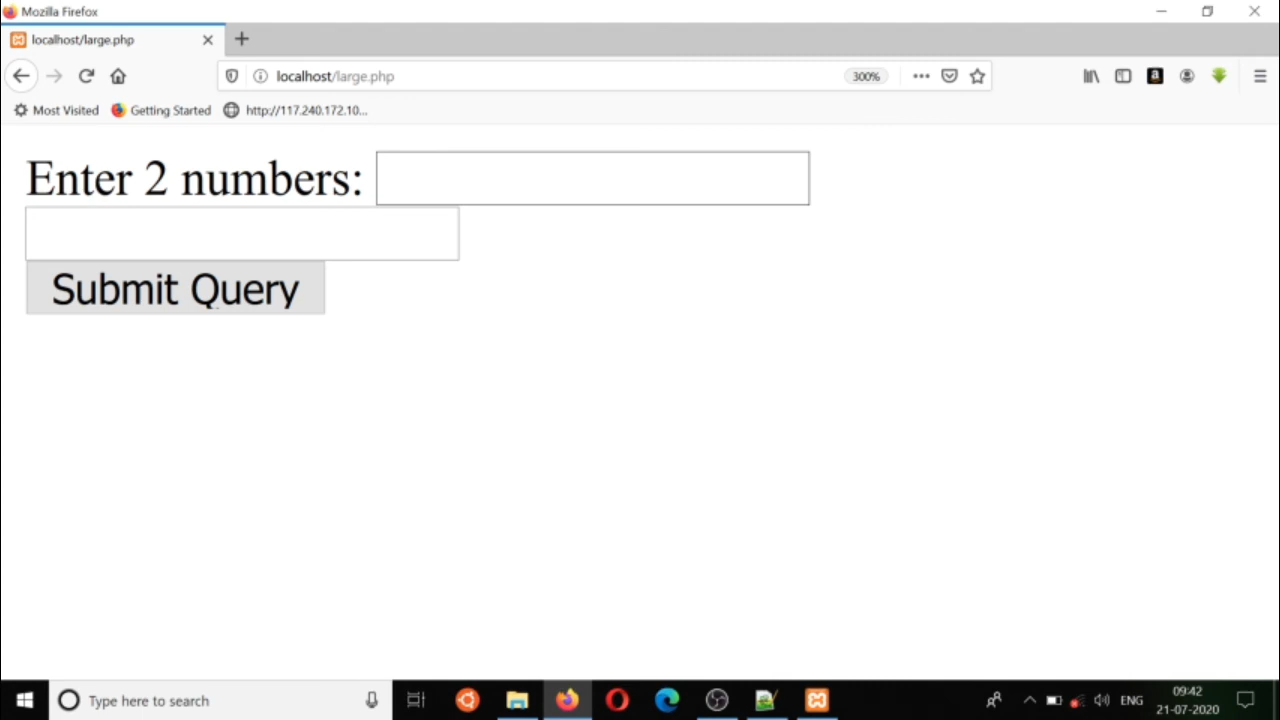 Mozilla Firefox
localhost/large.php
localhost/large.php 300%
Most Visited Getting Started http://117.240.172.10...
Enter 2 numbers:
Submit Query
Type here to search
ENG
09:42
21-07-2020